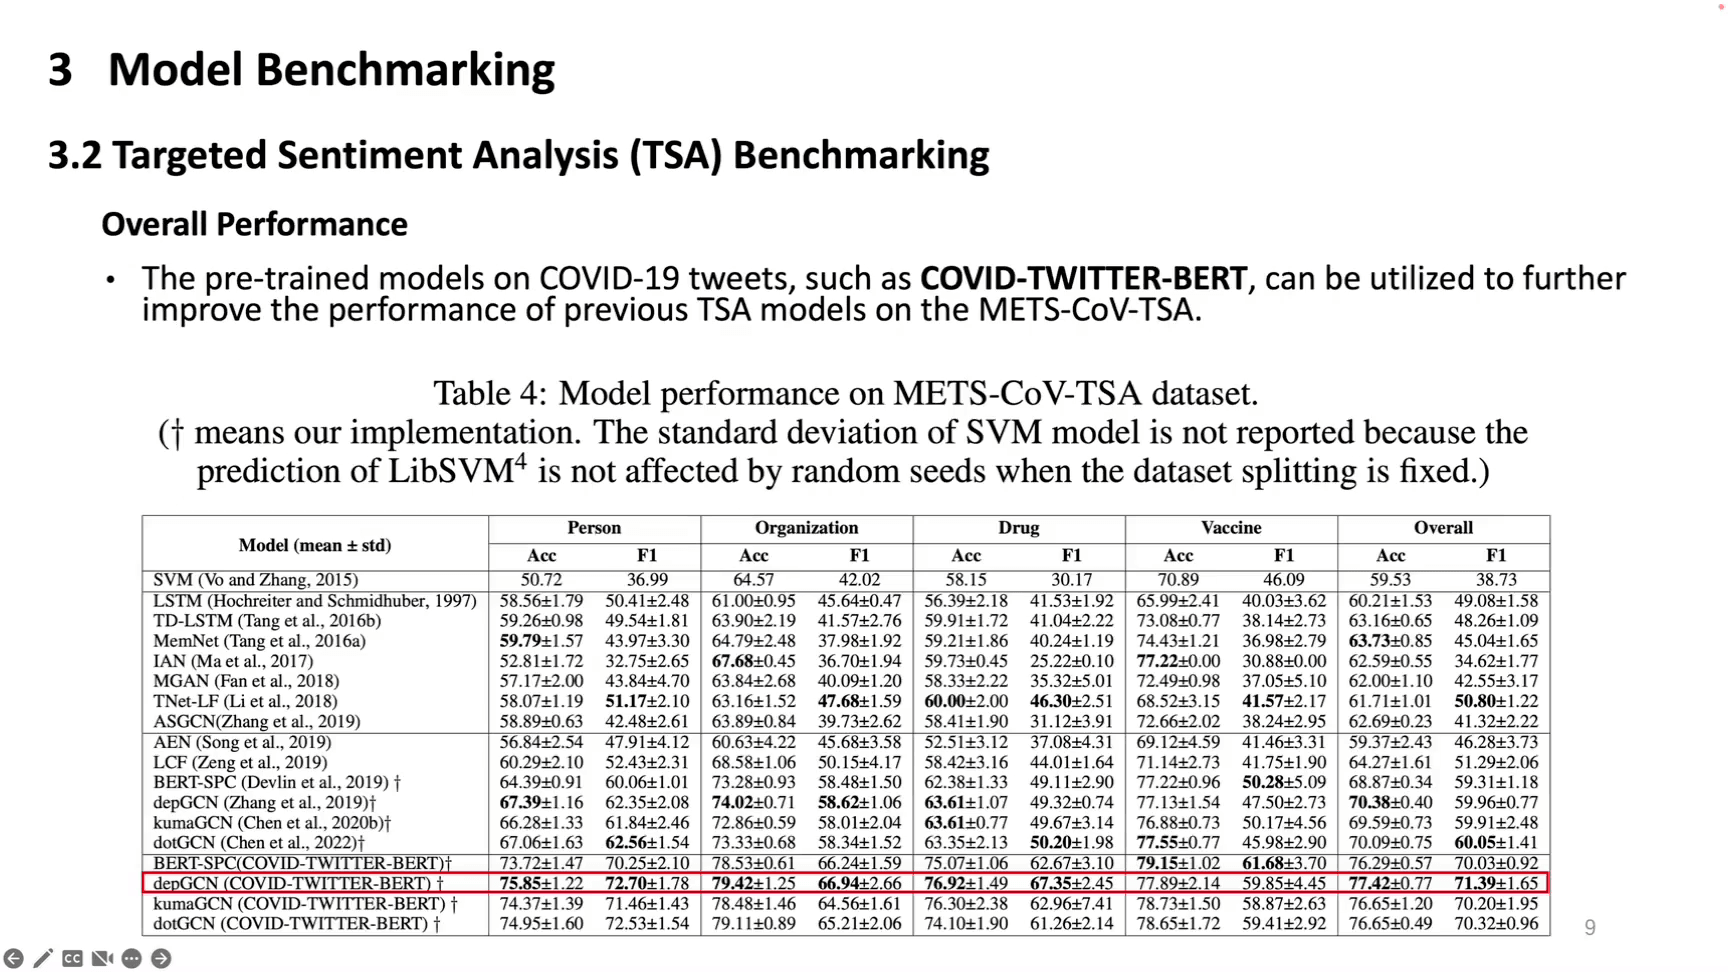 3 Model Benchmarking
3.2 Targeted Sentiment Analysis (TSA) Benchmarking
Overall Performance
• The pre-trained models on COVID-19 tweets, such as COVID-TWITTER-BERT, can be utilized to further
improve the performance of previous TSA models on the METS-CoV-TSA.
Table 4: Model performance on METS-CoV-TSA dataset.
(† means our implementation. The standard deviation of SVM model is not reported because the
prediction of LibSVM⁴ is not affected by random seeds when the dataset splitting is fixed.)
Model (mean ± std) Person Organization Drug Vaccine Overall
Acc F1 Acc F1 Acc F1 Acc F1 Acc F1
SVM (Vo and Zhang, 2015) 50.72 36.99 64.57 42.02 58.15 30.17 70.89 46.09 59.53 38.73
LSTM (Hochreiter and Schmidhuber, 1997) 58.56±1.79 50.41±2.48 61.00±0.95 45.64±0.47 56.39±2.18 41.53±1.92 65.99±2.41 40.03±3.62 60.21±1.53 49.08±1.58
TD-LSTM (Tang et al., 2016b) 59.26±0.98 49.54±1.81 63.90±2.19 41.57±2.76 59.91±1.72 41.04±2.22 73.08±0.77 38.14±2.73 63.16±0.65 48.26±1.09
MemNet (Tang et al., 2016a) 59.79±1.57 43.97±3.30 64.79±2.48 37.98±1.92 59.21±1.86 40.24±1.19 74.43±1.21 36.98±2.79 63.73±0.85 45.04±1.65
IAN (Ma et al., 2017) 52.81±1.72 32.75±2.65 67.68±0.45 36.70±1.94 59.73±0.45 25.22±0.10 77.22±0.00 30.88±0.00 62.59±0.55 34.62±1.77
MGAN (Fan et al., 2018) 57.17±2.00 43.84±4.70 63.84±2.68 40.09±1.20 58.33±2.22 35.32±5.01 72.49±0.98 37.05±5.10 62.00±1.10 42.55±3.17
TNet-LF (Li et al., 2018) 58.07±1.19 51.17±2.10 63.16±1.52 47.68±1.59 60.00±2.00 46.30±2.51 68.52±3.15 41.57±2.17 61.71±1.01 50.80±1.22
ASGCN(Zhang et al., 2019) 58.89±0.63 42.48±2.61 63.89±0.84 39.73±2.62 58.41±1.90 31.12±3.91 72.66±2.02 38.24±2.95 62.69±0.23 41.32±2.22
AEN (Song et al., 2019) 56.84±2.54 47.91±4.12 60.63±4.22 45.68±3.58 52.51±3.12 37.08±4.31 69.12±4.59 41.46±3.31 59.37±2.43 46.28±3.73
LCF (Zeng et al., 2019) 60.29±2.10 52.43±2.31 68.58±1.06 50.15±4.17 58.42±3.16 44.01±1.64 71.14±2.73 41.75±1.90 64.27±1.61 51.29±2.06
BERT-SPC (Devlin et al., 2019) † 64.39±0.91 60.06±1.01 73.28±0.93 58.48±1.50 62.38±1.33 49.11±2.90 77.22±0.96 50.28±5.09 68.87±0.34 59.31±1.18
depGCN (Zhang et al., 2019)† 67.39±1.16 62.35±2.08 74.02±0.71 58.62±1.06 63.61±1.07 49.32±0.74 77.13±1.54 47.50±2.73 70.38±0.40 59.96±0.77
kumaGCN (Chen et al., 2020b)† 66.28±1.33 61.84±2.46 72.86±0.59 58.01±2.04 63.61±0.77 49.67±3.14 76.88±0.73 50.17±4.56 69.59±0.73 59.91±2.48
dotGCN (Chen et al., 2022)† 67.06±1.63 62.56±1.54 73.33±0.68 58.34±1.52 63.35±2.13 50.20±1.98 77.55±0.77 45.98±2.90 70.09±0.75 60.05±1.41
BERT-SPC(COVID-TWITTER-BERT)† 73.72±1.47 70.25±2.10 78.53±0.61 66.24±1.59 75.07±1.06 62.67±3.10 79.15±1.02 61.68±3.70 76.29±0.57 70.03±0.92
depGCN (COVID-TWITTER-BERT) † 75.85±1.22 72.70±1.78 79.42±1.25 66.94±2.66 76.92±1.49 67.35±2.45 77.89±2.14 59.85±4.45 77.42±0.77 71.39±1.65
kumaGCN (COVID-TWITTER-BERT) † 74.37±1.39 71.46±1.43 78.48±1.46 64.56±1.61 76.30±2.38 62.96±7.41 78.73±1.50 58.87±2.63 76.65±1.20 70.20±1.95
dotGCN (COVID-TWITTER-BERT) † 74.95±1.60 72.53±1.54 79.11±0.89 65.21±2.06 74.10±1.90 61.26±2.14 78.65±1.72 59.41±2.92 76.65±0.49 70.32±0.96
9
CC